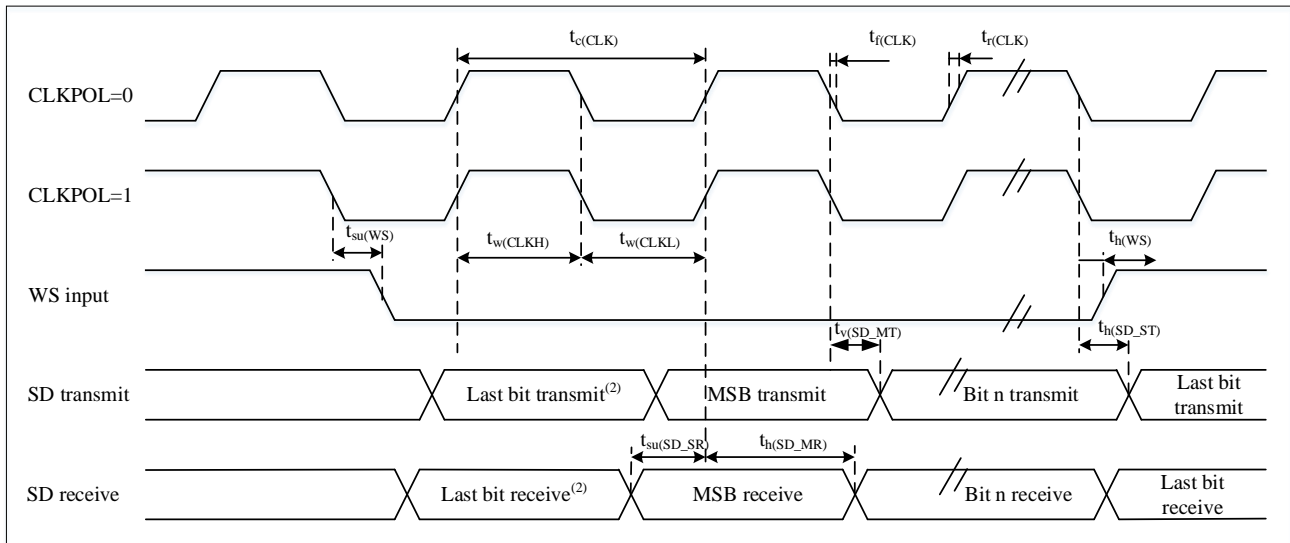 tc(CLK)
tf(CLK)
tr(CLK)
CLKPOL=0
CLKPOL=1
tsu(WS)
tw(CLKH)
tw(CLKL)
th(WS)
WS input
tv(SD_MT)
th(SD_ST)
SD transmit
Last bit transmit(2)
MSB transmit
Bit n transmit
Last bit
transmit
tsu(SD_SR)
th(SD_MR)
SD receive
Last bit receive(2)
MSB receive
Bit n receive
Last bit
receive